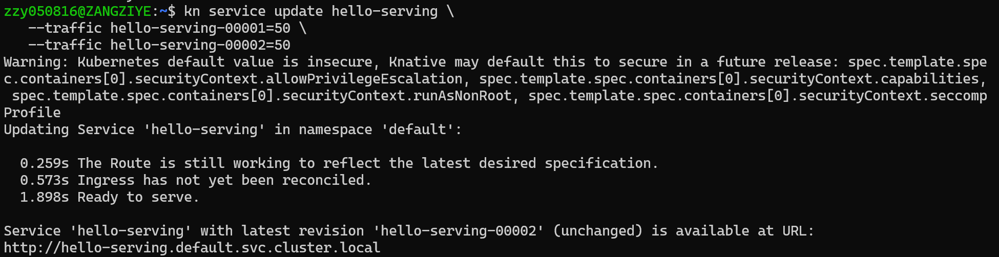 zzy050816@ZANGZIYE:~$ kn service update hello-serving \
   --traffic hello-serving-00001=50 \
   --traffic hello-serving-00002=50
Warning: Kubernetes default value is insecure, Knative may default this to secure in a future release: spec.template.spe
c.containers[0].securityContext.allowPrivilegeEscalation, spec.template.spec.containers[0].securityContext.capabilities,
 spec.template.spec.containers[0].securityContext.runAsNonRoot, spec.template.spec.containers[0].securityContext.seccomp
Profile
Updating Service 'hello-serving' in namespace 'default':

  0.259s The Route is still working to reflect the latest desired specification.
  0.573s Ingress has not yet been reconciled.
  1.898s Ready to serve.

Service 'hello-serving' with latest revision 'hello-serving-00002' (unchanged) is available at URL:
http://hello-serving.default.svc.cluster.local